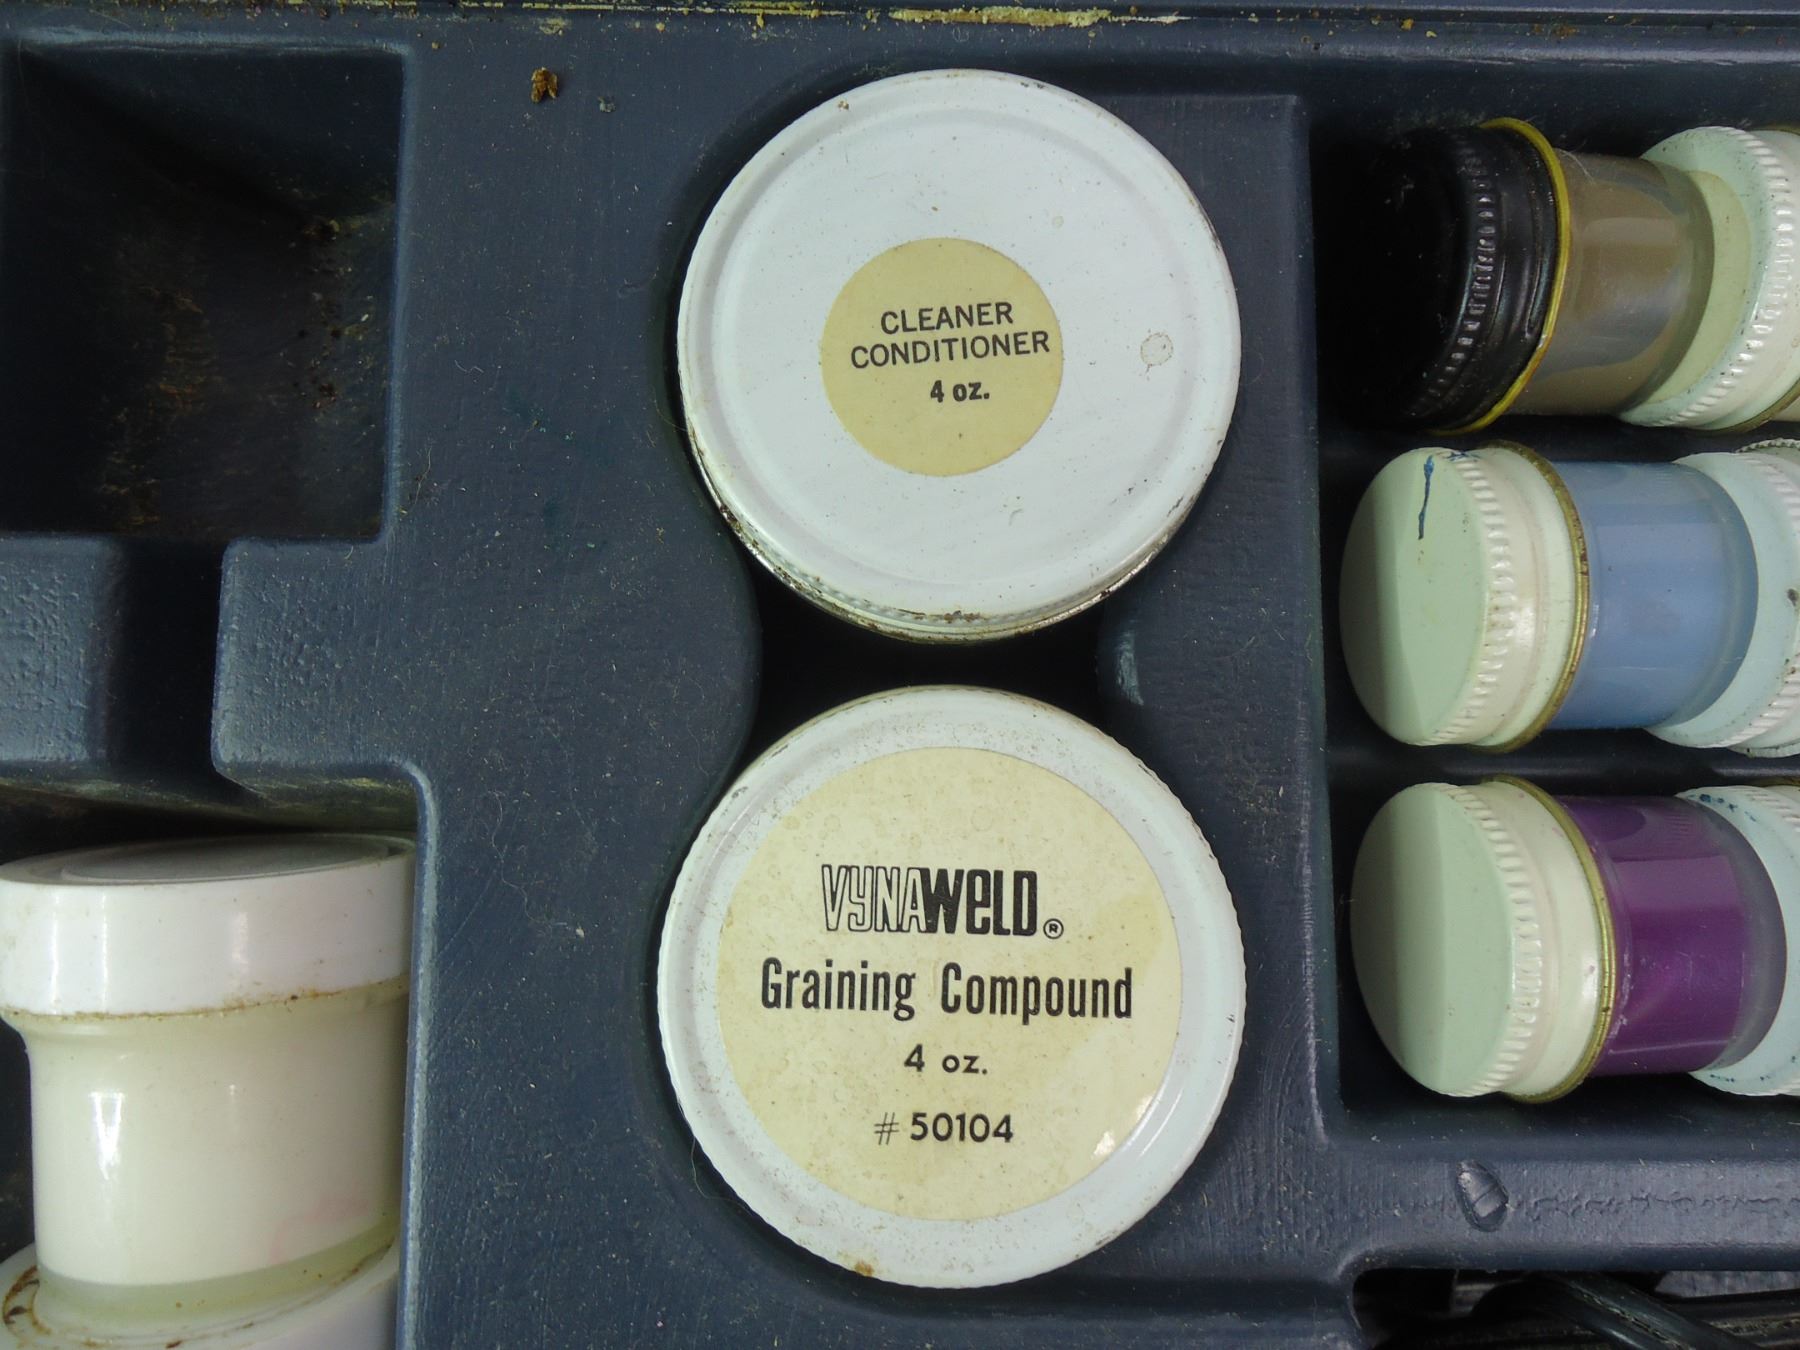 CLEANER
CONDITIONER
4 oz.
VYNAWELD®
Graining Compound
4 oz.
# 50104